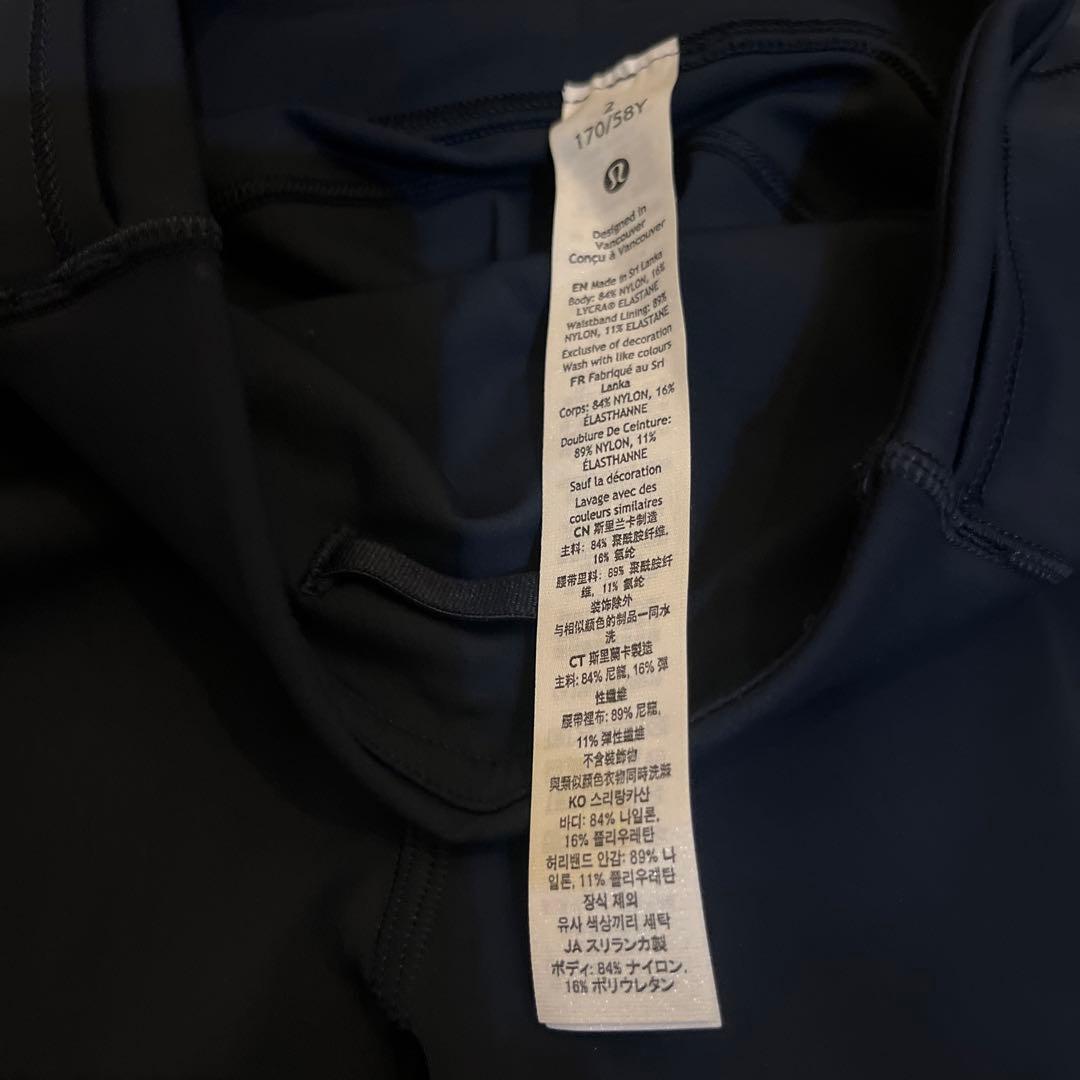 2
170/58Y
Designed in
Vancouver
Conçu à Vancouver
EN Made in Sri Lanka
Body: 84% NYLON, 16%
LYCRA® ELASTANE
Waistband Lining: 89%
NYLON, 11% ELASTANE
Exclusive of decoration
Wash with like colours
FR Fabriqué au Sri
Lanka
Corps: 84% NYLON, 16%
ÉLASTHANNE
Doublure De Ceinture:
89% NYLON, 11%
ÉLASTHANNE
Sauf la décoration
Lavage avec des
couleurs similaires
CN 斯里兰卡制造
主料: 84% 聚酰胺纤维,
16% 氨纶
腰带里料: 89% 聚酰胺纤
维, 11% 氨纶
装饰除外
与相似颜色的制品一同水
洗
CT 斯里蘭卡製造
主料: 84% 尼龍, 16% 彈
性纖維
腰帶裡布: 89% 尼龍,
11% 彈性纖維
不含裝飾物
與類似顏色衣物同時洗滌
KO 스리랑카산
바디: 84% 나일론,
16% 폴리우레탄
허리밴드 안감: 89% 나
일론, 11% 폴리우레탄
장식 제외
유사 색상끼리 세탁
JA スリランカ製
ボディ: 84% ナイロン,
16% ポリウレタン